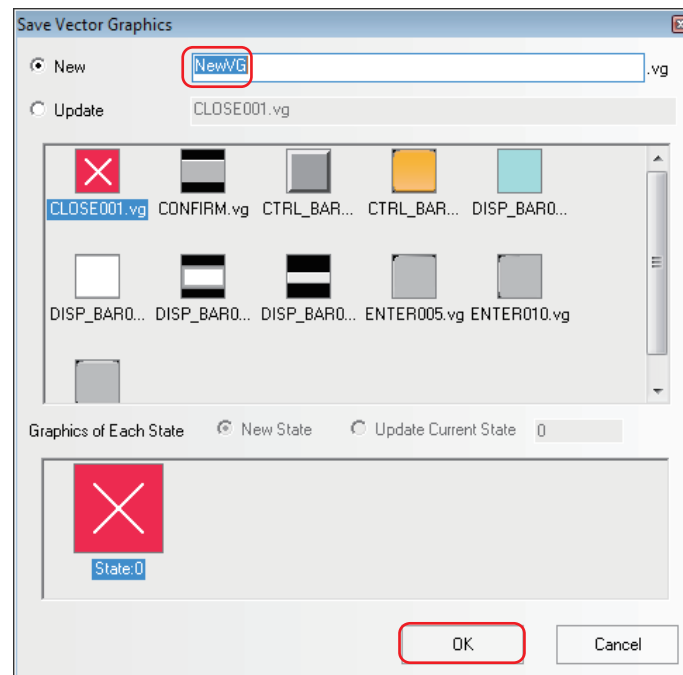 Save Vector Graphics
New NewVG .vg
Update CLOSE001.vg
CLOSE001.vg CONFIRM.vg CTRL_BAR... CTRL_BAR... DISP_BAR0...
DISP_BAR0... DISP_BAR0... DISP_BAR0... ENTER005.vg ENTER010.vg
Graphics of Each State New State Update Current State 0
State:0
OK Cancel